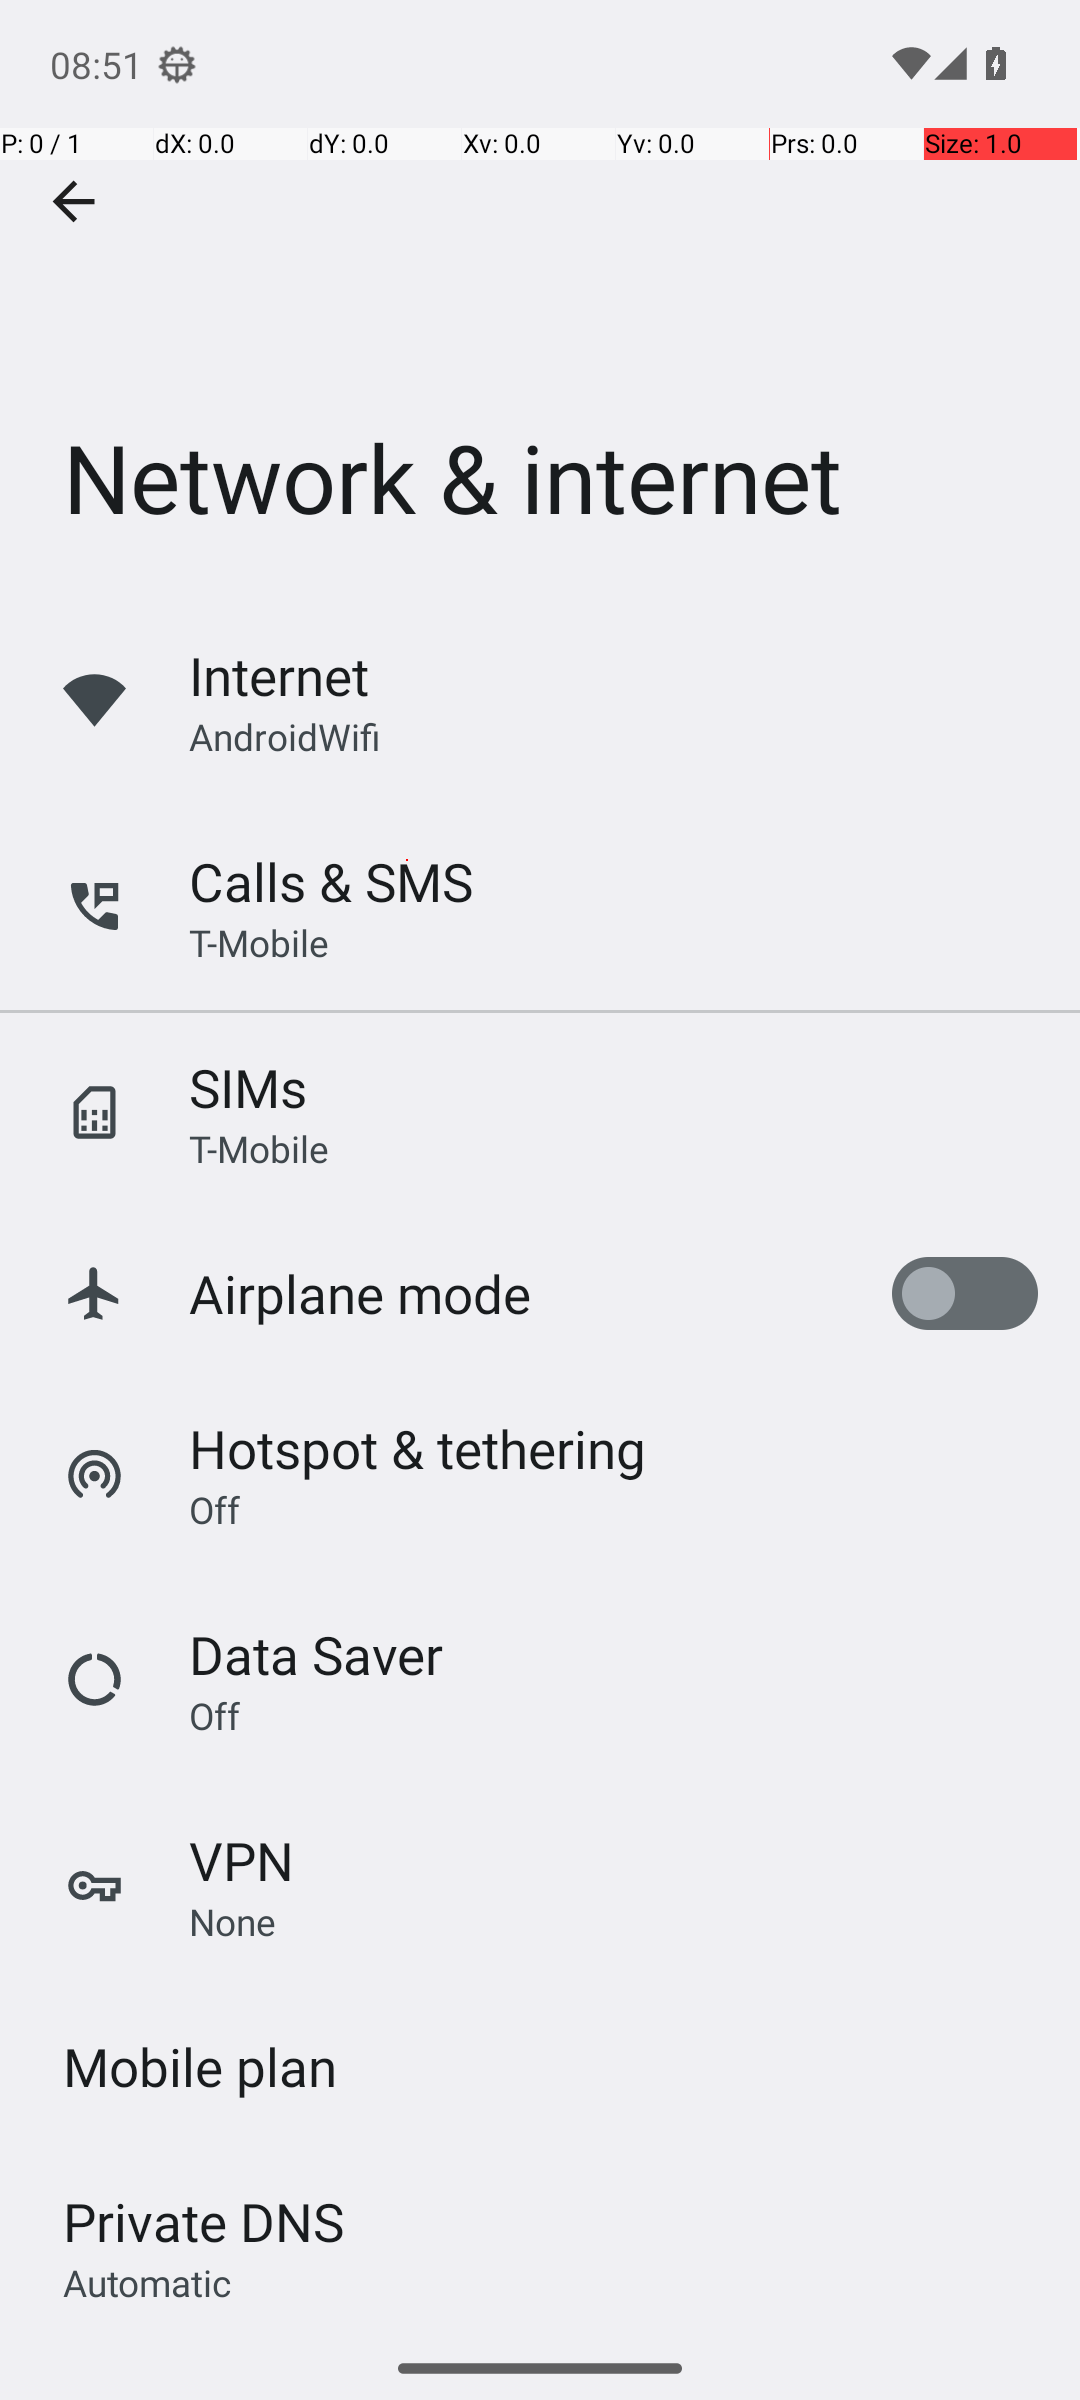 08:51
P: 0 / 1 dX: 0.0 dY: 0.0 Xv: 0.0 Yv: 0.0 Prs: 0.0 Size: 1.0
Network & internet
Internet
AndroidWifi
Calls & SMS
T-Mobile
SIMs
T-Mobile
Airplane mode
Hotspot & tethering
Off
Data Saver
Off
VPN
None
Mobile plan
Private DNS
Automatic